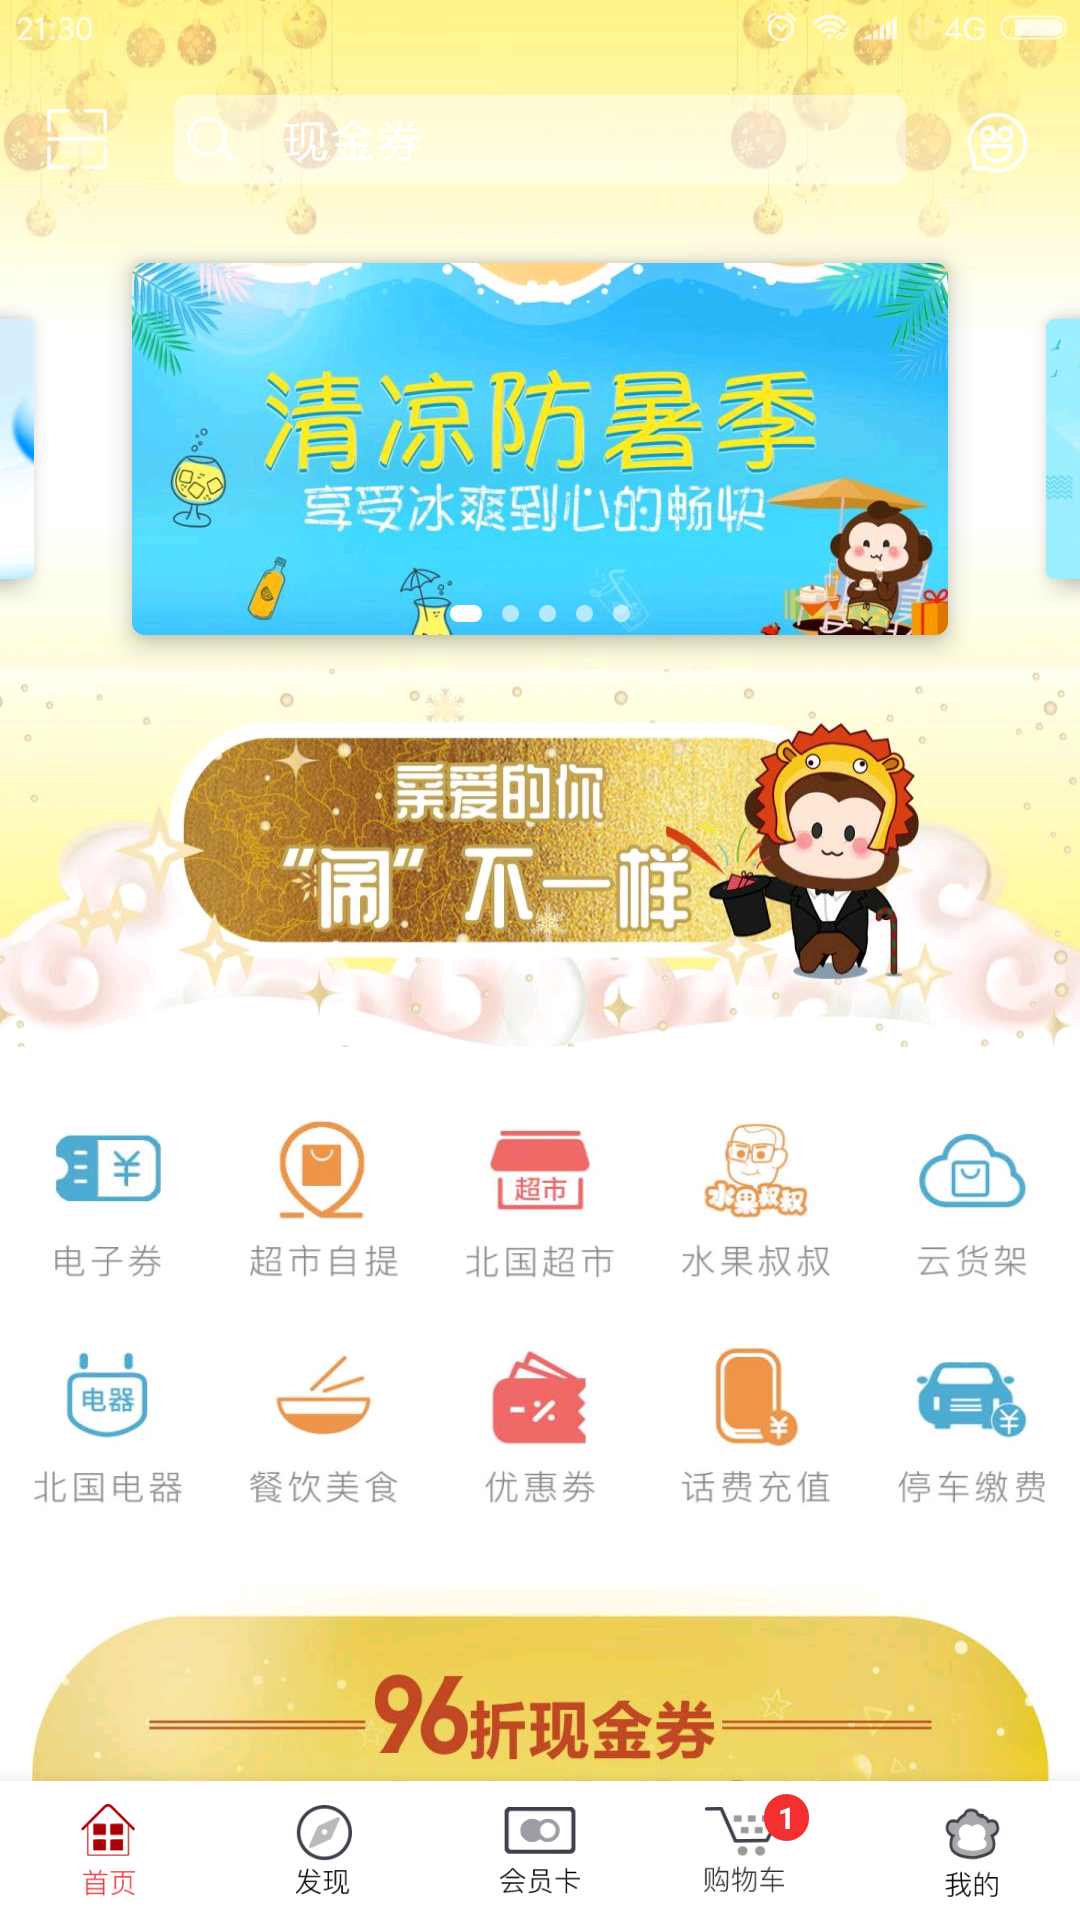 21:30
4G
现金券
清凉防暑季
享受冰爽到心的畅快
亲爱的你
“闹”不一样
¥
超市
水果叔叔
电子券
超市自提
北国超市
水果叔叔
云货架
电器
-%
¥
¥
北国电器
餐饮美食
优惠券
话费充值
停车缴费
96折现金券
1
首页
发现
会员卡
购物车
我的